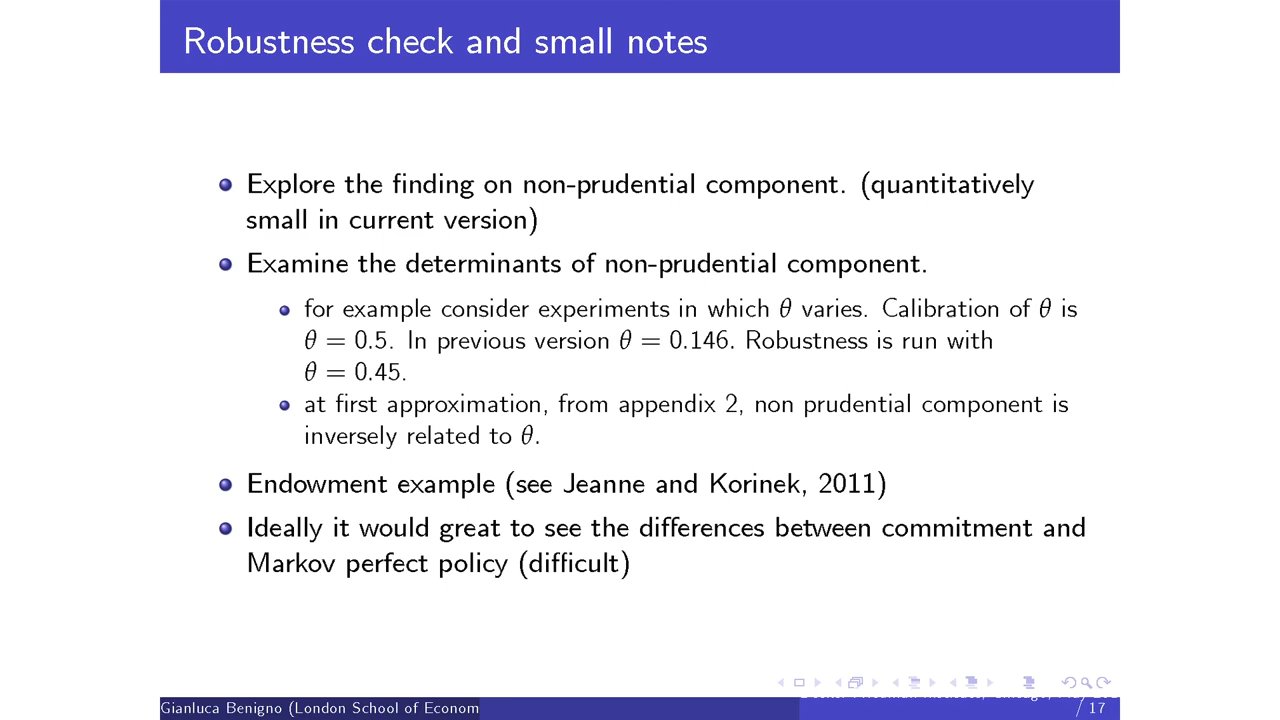 Robustness check and small notes
Explore the finding on non-prudential component. (quantitatively
small in current version)
Examine the determinants of non-prudential component.
for example consider experiments in which θ varies. Calibration of θ is
θ = 0.5. In previous version θ = 0.146. Robustness is run with
θ = 0.45.
at first approximation, from appendix 2, non prudential component is
inversely related to θ.
Endowment example (see Jeanne and Korinek, 2011)
Ideally it would great to see the differences between commitment and
Markov perfect policy (difficult)
Gianluca Benigno (London School of Econom
/ 17